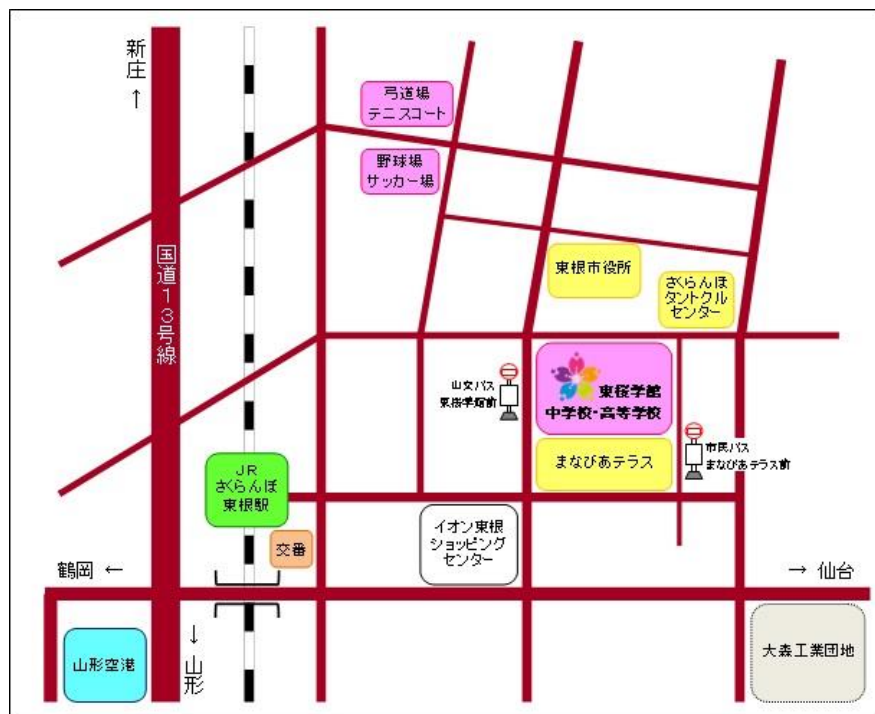 新庄
↑
弓道場
テニスコート
野球場
サッカー場
国道13号線
東根市役所
さくらんぼ
タントクル
センター
山交バス
東桜学館前
東桜学館
中学校・高等学校
市民バス
まなびあテラス前
まなびあテラス
JR
さくらんぼ
東根駅
交番
イオン東根
ショッピング
センター
鶴岡 ←
→ 仙台
山形空港
↓
山形
大森工業団地